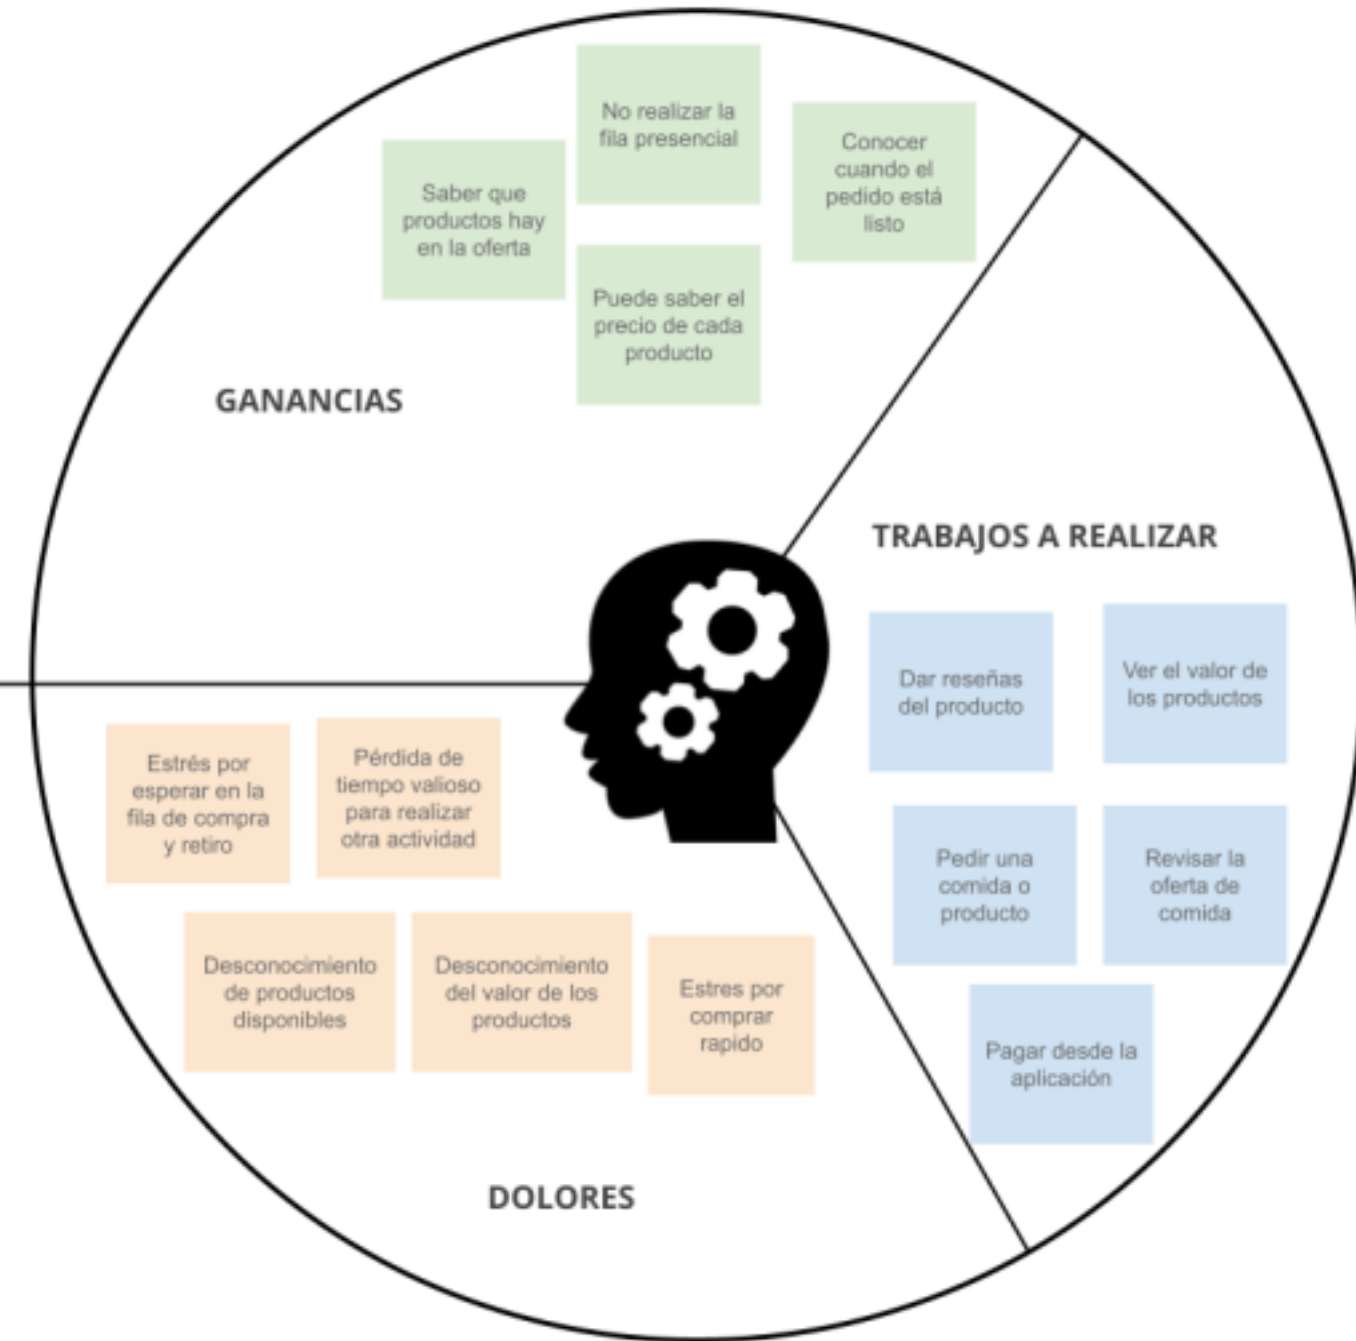 No realizar la
fila presencial
Conocer
cuando el
pedido está
listo
Saber que
productos hay
en la oferta
Puede saber el
precio de cada
producto
GANANCIAS
TRABAJOS A REALIZAR
Dar reseñas
del producto
Ver el valor de
los productos
Pedir una
comida o
producto
Revisar la
oferta de
comida
Pagar desde la
aplicación
Estrés por
esperar en la
fila de compra
y retiro
Pérdida de
tiempo valioso
para realizar
otra actividad
Desconocimiento
de productos
disponibles
Desconocimiento
del valor de los
productos
Estres por
comprar
rapido
DOLORES